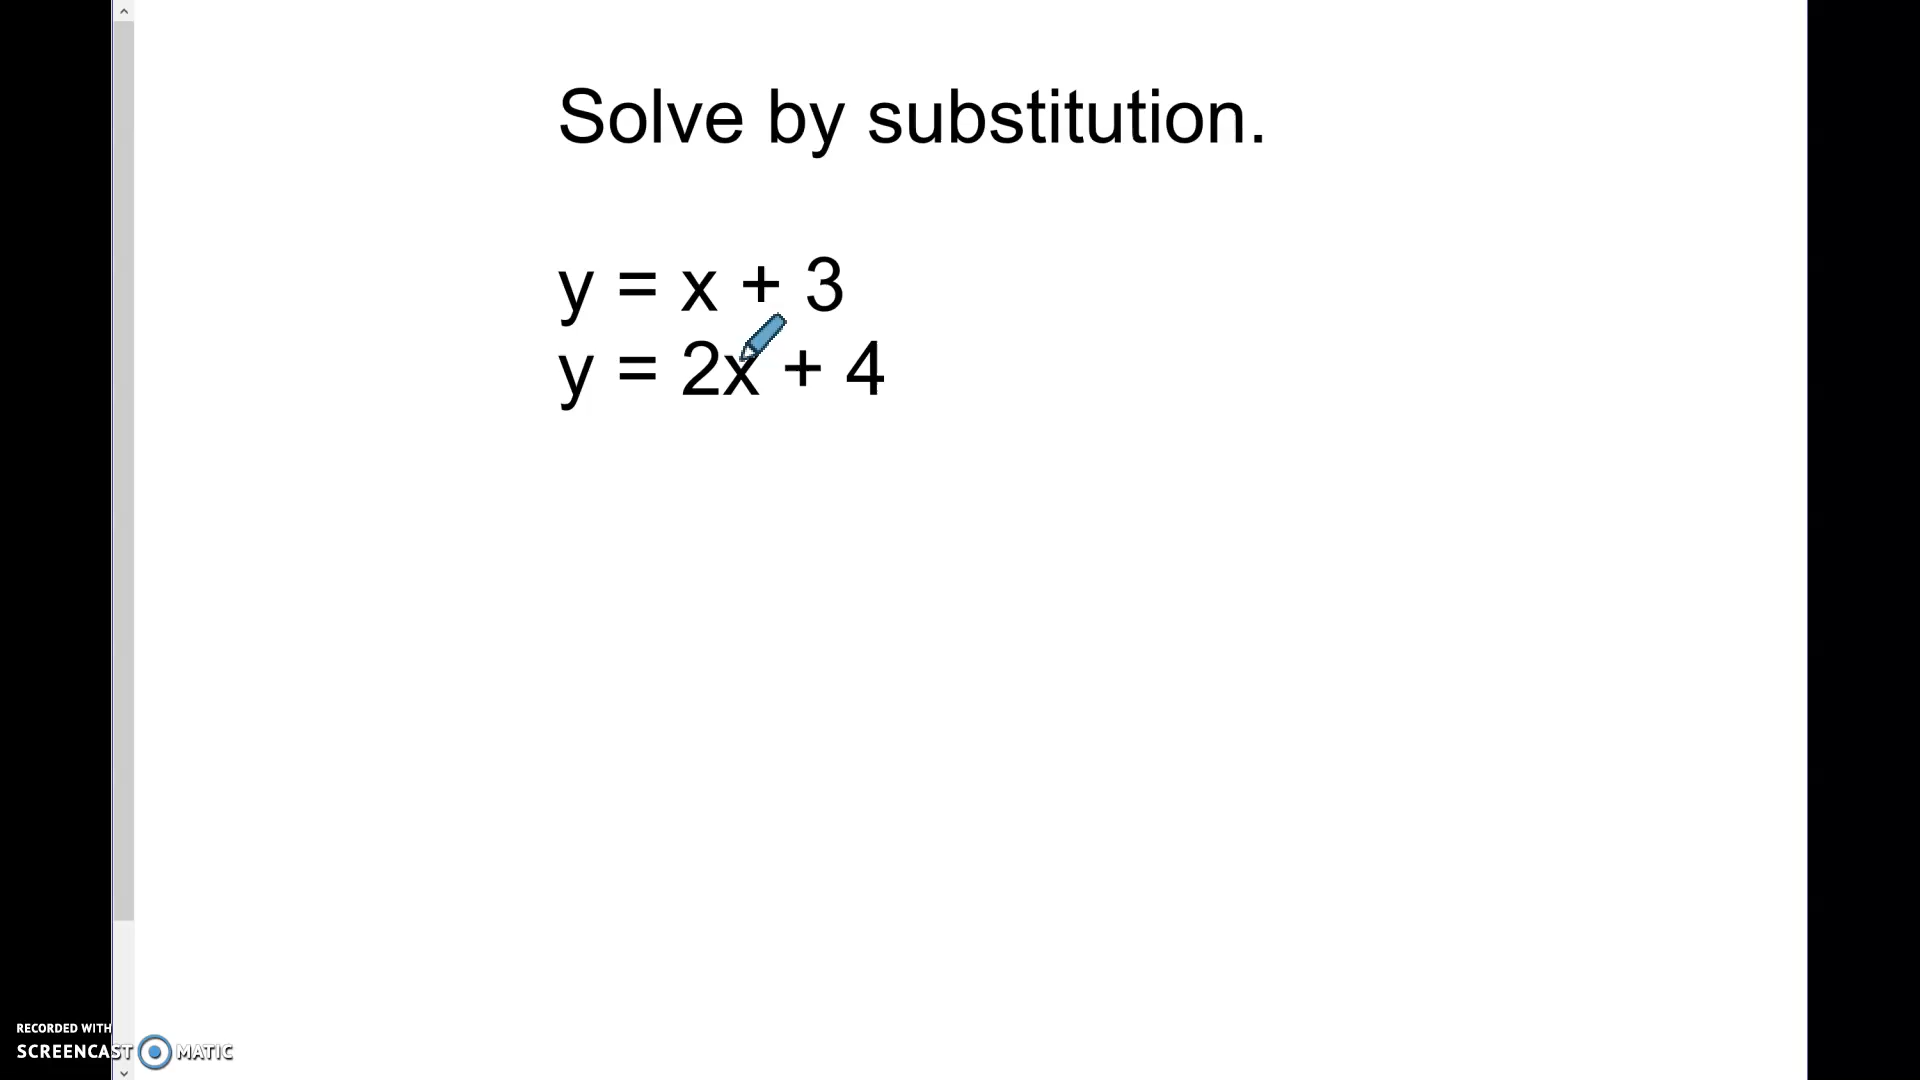 Solve by substitution.
y = x + 3
y = 2x + 4
RECORDED WITH
SCREENCAST MATIC